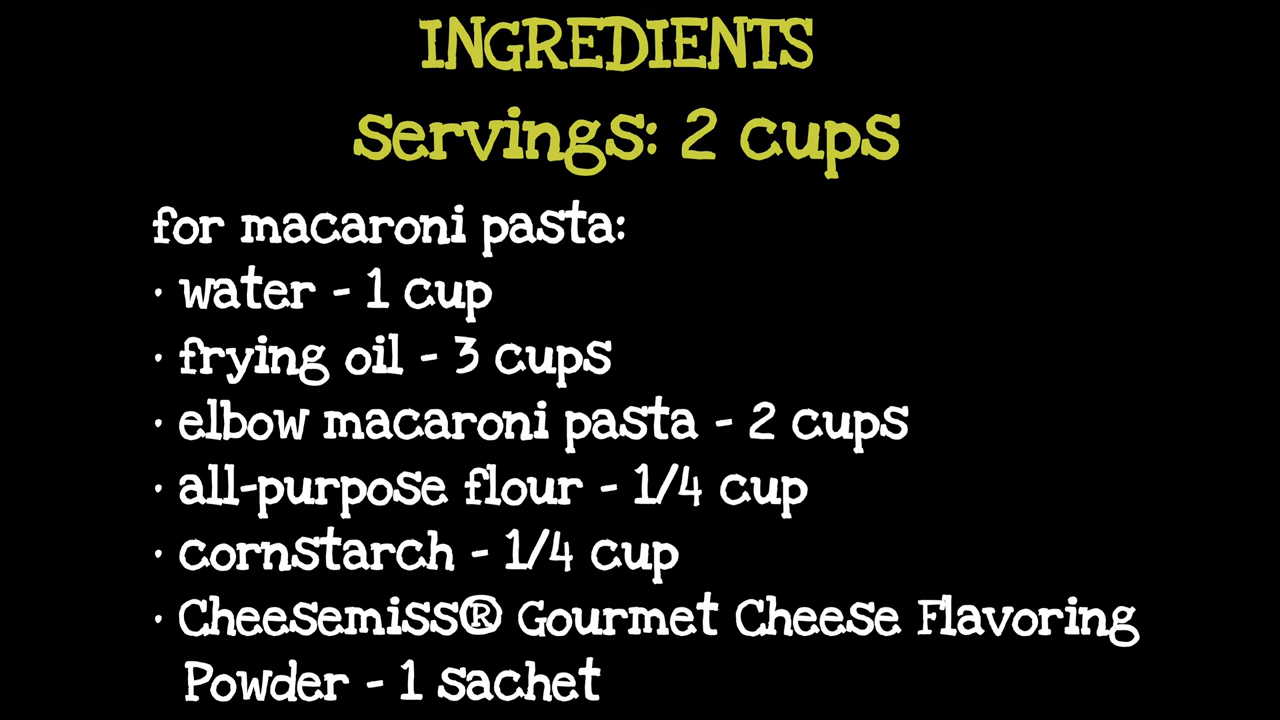 INGREDIENTS
servings: 2 cups
for macaroni pasta:
· water - 1 cup
· frying oil - 3 cups
· elbow macaroni pasta - 2 cups
· all-purpose flour - 1/4 cup
· cornstarch - 1/4 cup
· Cheesemiss® Gourmet Cheese Flavoring
Powder - 1 sachet